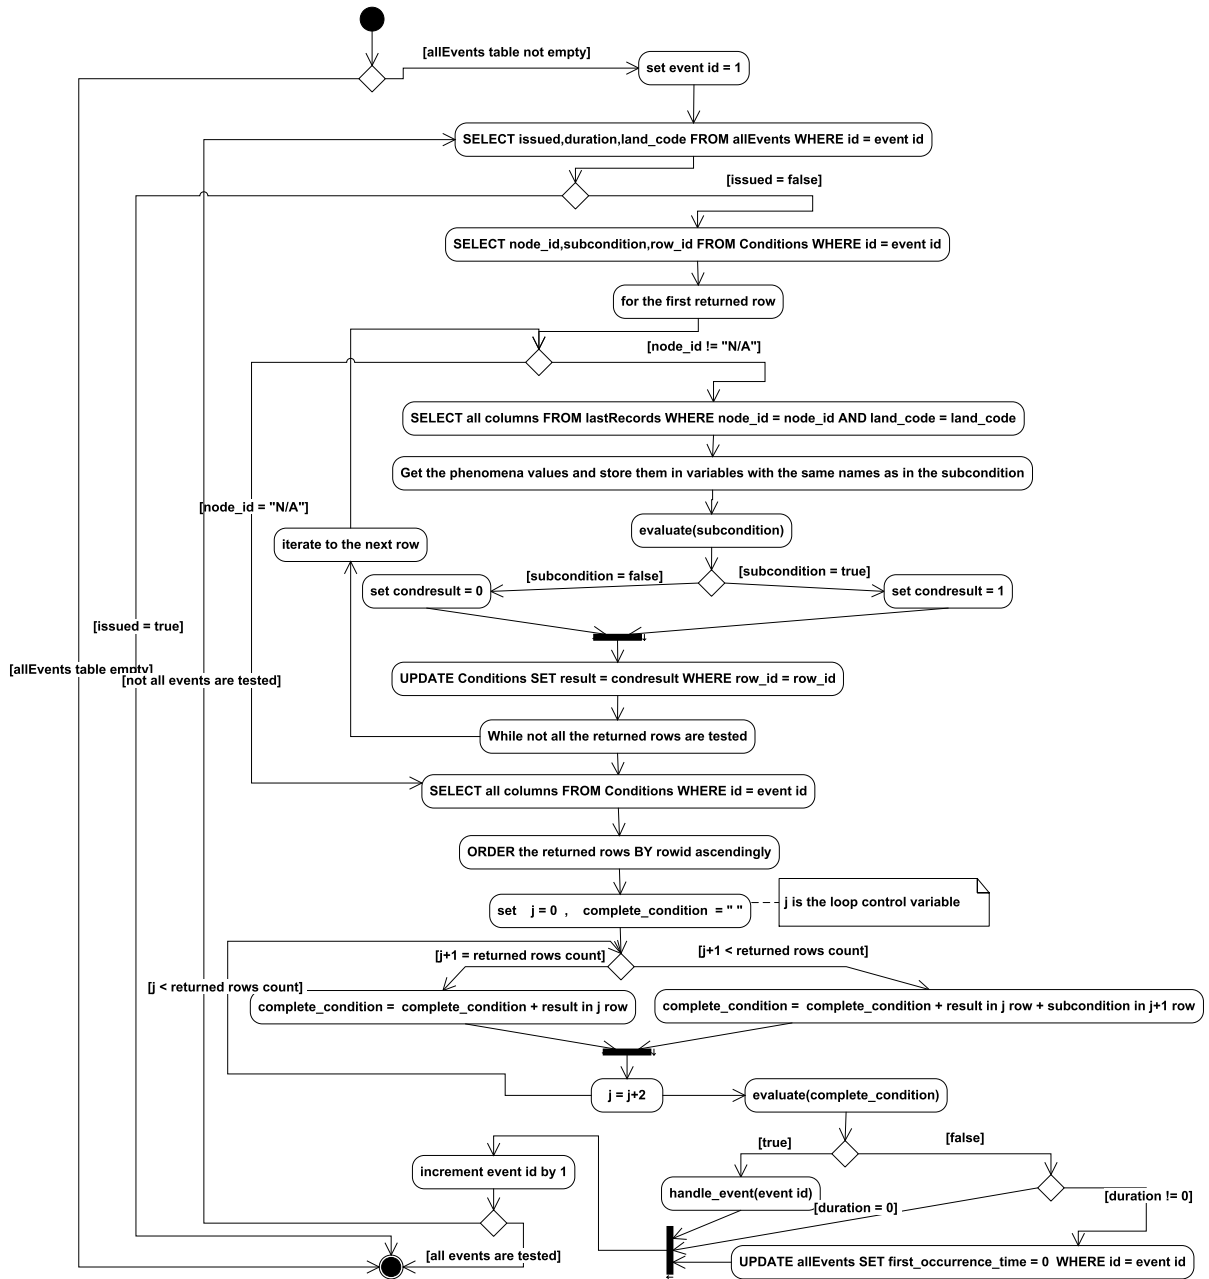 [allEvents table not empty]
set event id = 1
SELECT issued,duration,land_code FROM allEvents WHERE id = event id
[issued = false]
SELECT node_id,subcondition,row_id FROM Conditions WHERE id = event id
for the first returned row
[node_id != "N/A"]
SELECT all columns FROM lastRecords WHERE node_id = node_id AND land_code = land_code
Get the phenomena values and store them in variables with the same names as in the subcondition
[node_id = "N/A"]
evaluate(subcondition)
iterate to the next row
[subcondition = false]
[subcondition = true]
set condresult = 0
set condresult = 1
[issued = true]
[allEvents table empty]
[not all events are tested]
UPDATE Conditions SET result = condresult WHERE row_id = row_id
While not all the returned rows are tested
SELECT all columns FROM Conditions WHERE id = event id
ORDER the returned rows BY rowid ascendingly
set j = 0 , complete_condition = " "
j is the loop control variable
[j+1 = returned rows count]
[j+1 < returned rows count]
[j < returned rows count]
complete_condition = complete_condition + result in j row
complete_condition = complete_condition + result in j row + subcondition in j+1 row
j = j+2
evaluate(complete_condition)
[true]
[false]
increment event id by 1
handle_event(event id)
[duration = 0]
[duration != 0]
[all events are tested]
UPDATE allEvents SET first_occurrence_time = 0 WHERE id = event id